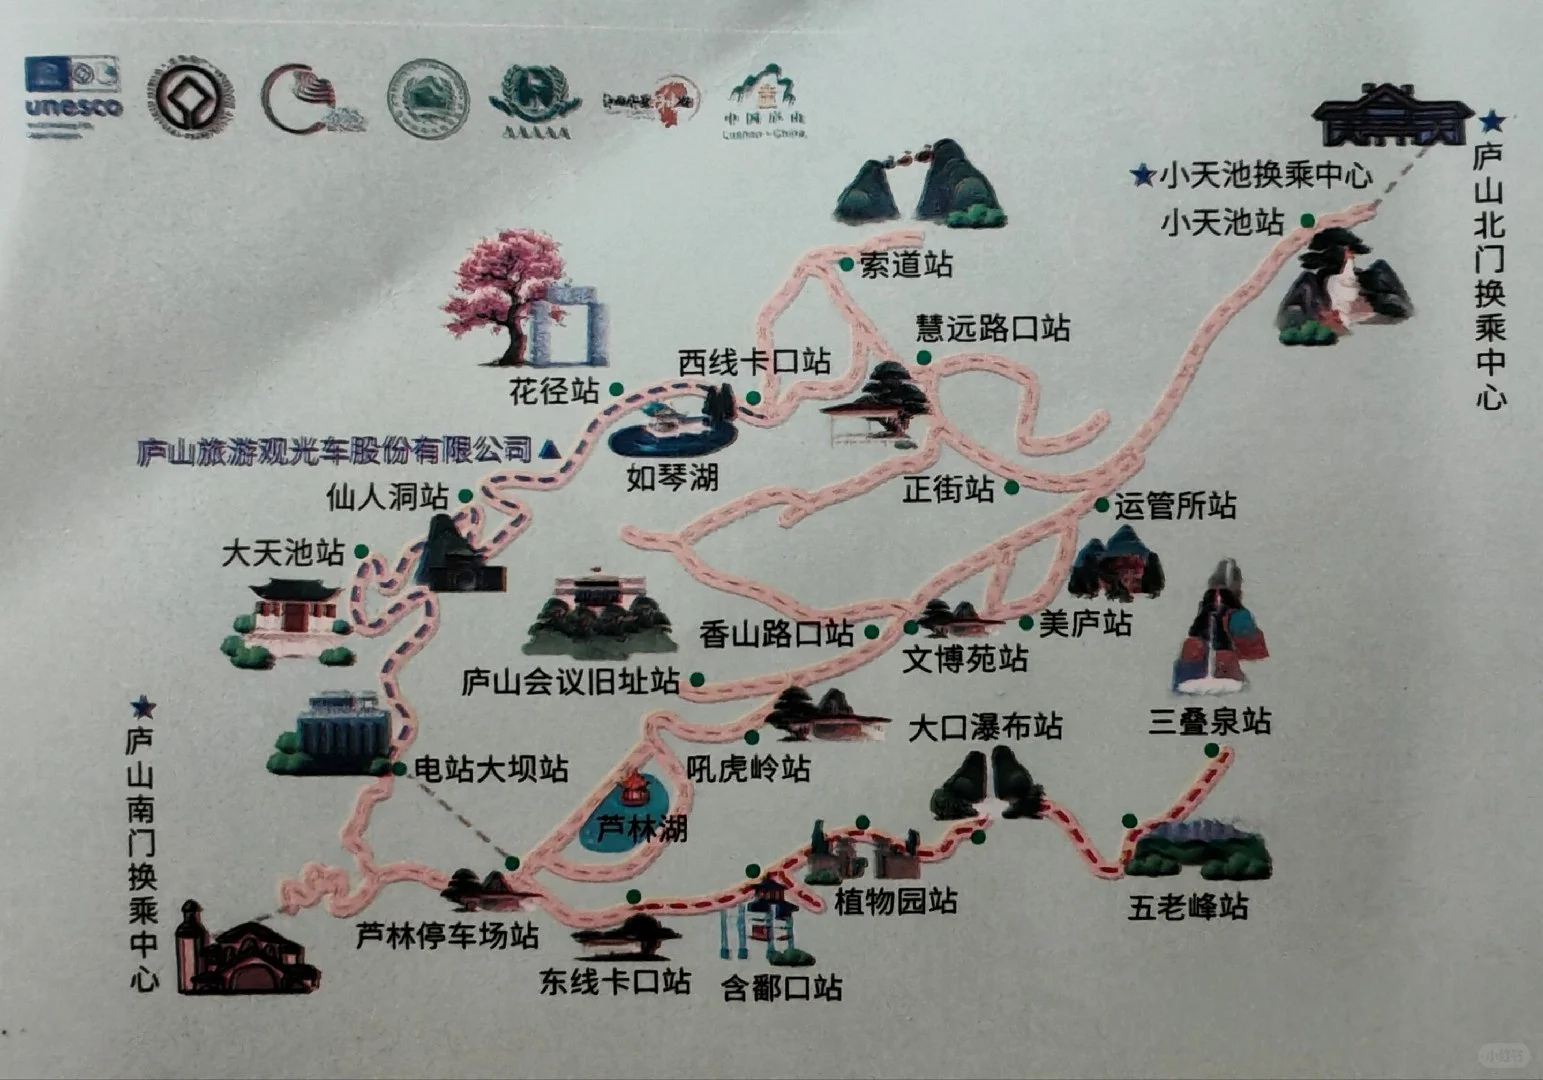 unesco
中国庐山
Lushan·China
★小天池换乘中心
小天池站
★庐山北门换乘中心
索道站
慧远路口站
西线卡口站
花径站
庐山旅游观光车股份有限公司▲
如琴湖
仙人洞站
正街站
运管所站
大天池站
香山路口站
美庐站
文博苑站
庐山会议旧址站
大口瀑布站
三叠泉站
★庐山南门换乘中心
电站大坝站
吼虎岭站
芦林湖
植物园站
五老峰站
芦林停车场站
东线卡口站
含鄱口站
小红书